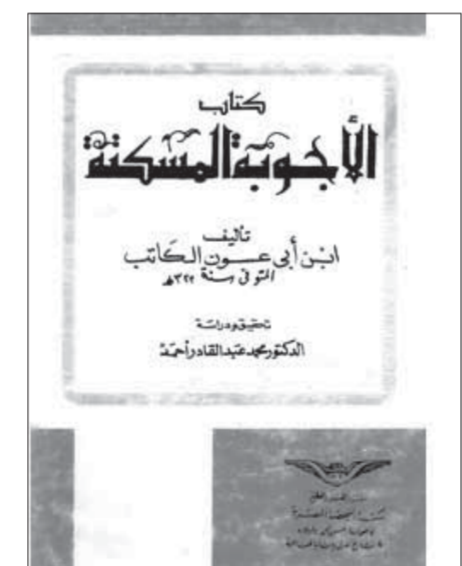 كتاب
الأجوبة المسكتة
تأليف
ابن أبي عون الكاتب
المتوفى سنة ٣٢٢هـ
تحقيق ودراسة
الدكتور محمد عبد القادر أحمد